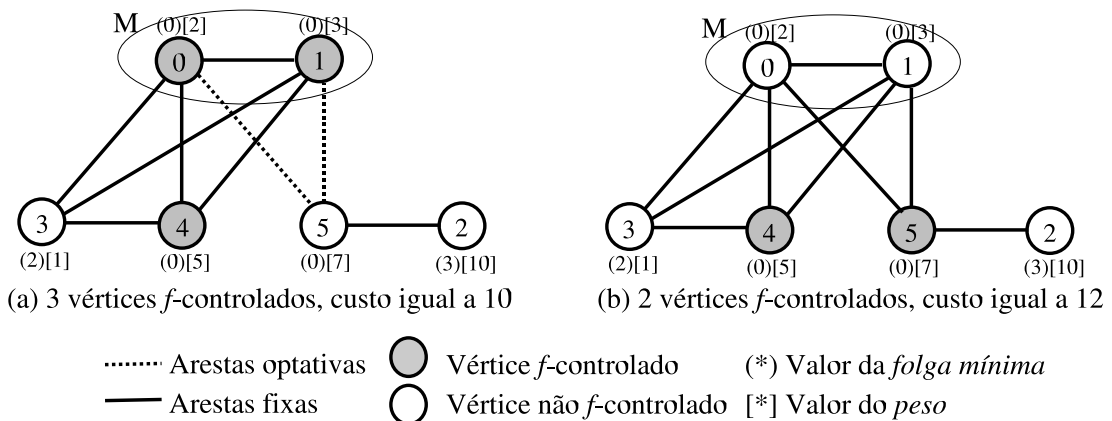 M (0)[2] (0)[3]
0 1
3 4 5 2
(2)[1] (0)[5] (0)[7] (3)[10]
(a) 3 vértices f-controlados, custo igual a 10
M (0)[2] (0)[3]
0 1
3 4 5 2
(2)[1] (0)[5] (0)[7] (3)[10]
(b) 2 vértices f-controlados, custo igual a 12
Arestas optativas Vértice f-controlado (*) Valor da folga mínima
Arestas fixas Vértice não f-controlado [*] Valor do peso